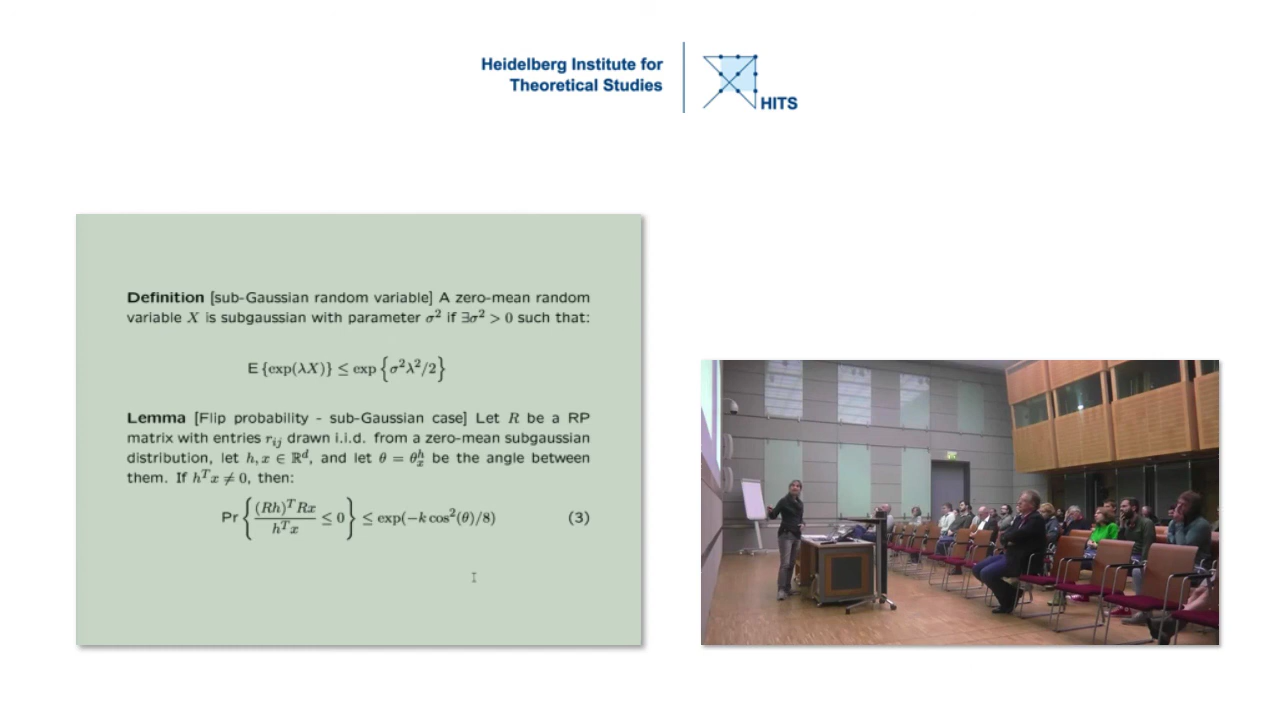 Heidelberg Institute for
Theoretical Studies
HITS
Definition [sub-Gaussian random variable] A zero-mean random
variable X is subgaussian with parameter σ² if ∃σ² > 0 such that:
E {exp(λX)} ≤ exp {σ²λ²/2}
Lemma [Flip probability - sub-Gaussian case] Let R be a RP
matrix with entries r_ij drawn i.i.d. from a zero-mean subgaussian
distribution, let h, x ∈ ℝ^d, and let θ = θ_x^h be the angle between
them. If h^T x ≠ 0, then:
Pr {(Rh)^T Rx / h^T x ≤ 0} ≤ exp(−k cos²(θ)/8) (3)